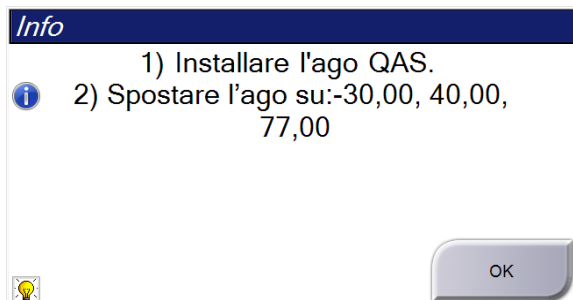 Info
1) Installare l'ago QAS.
2) Spostare l’ago su:-30,00, 40,00,
77,00
OK